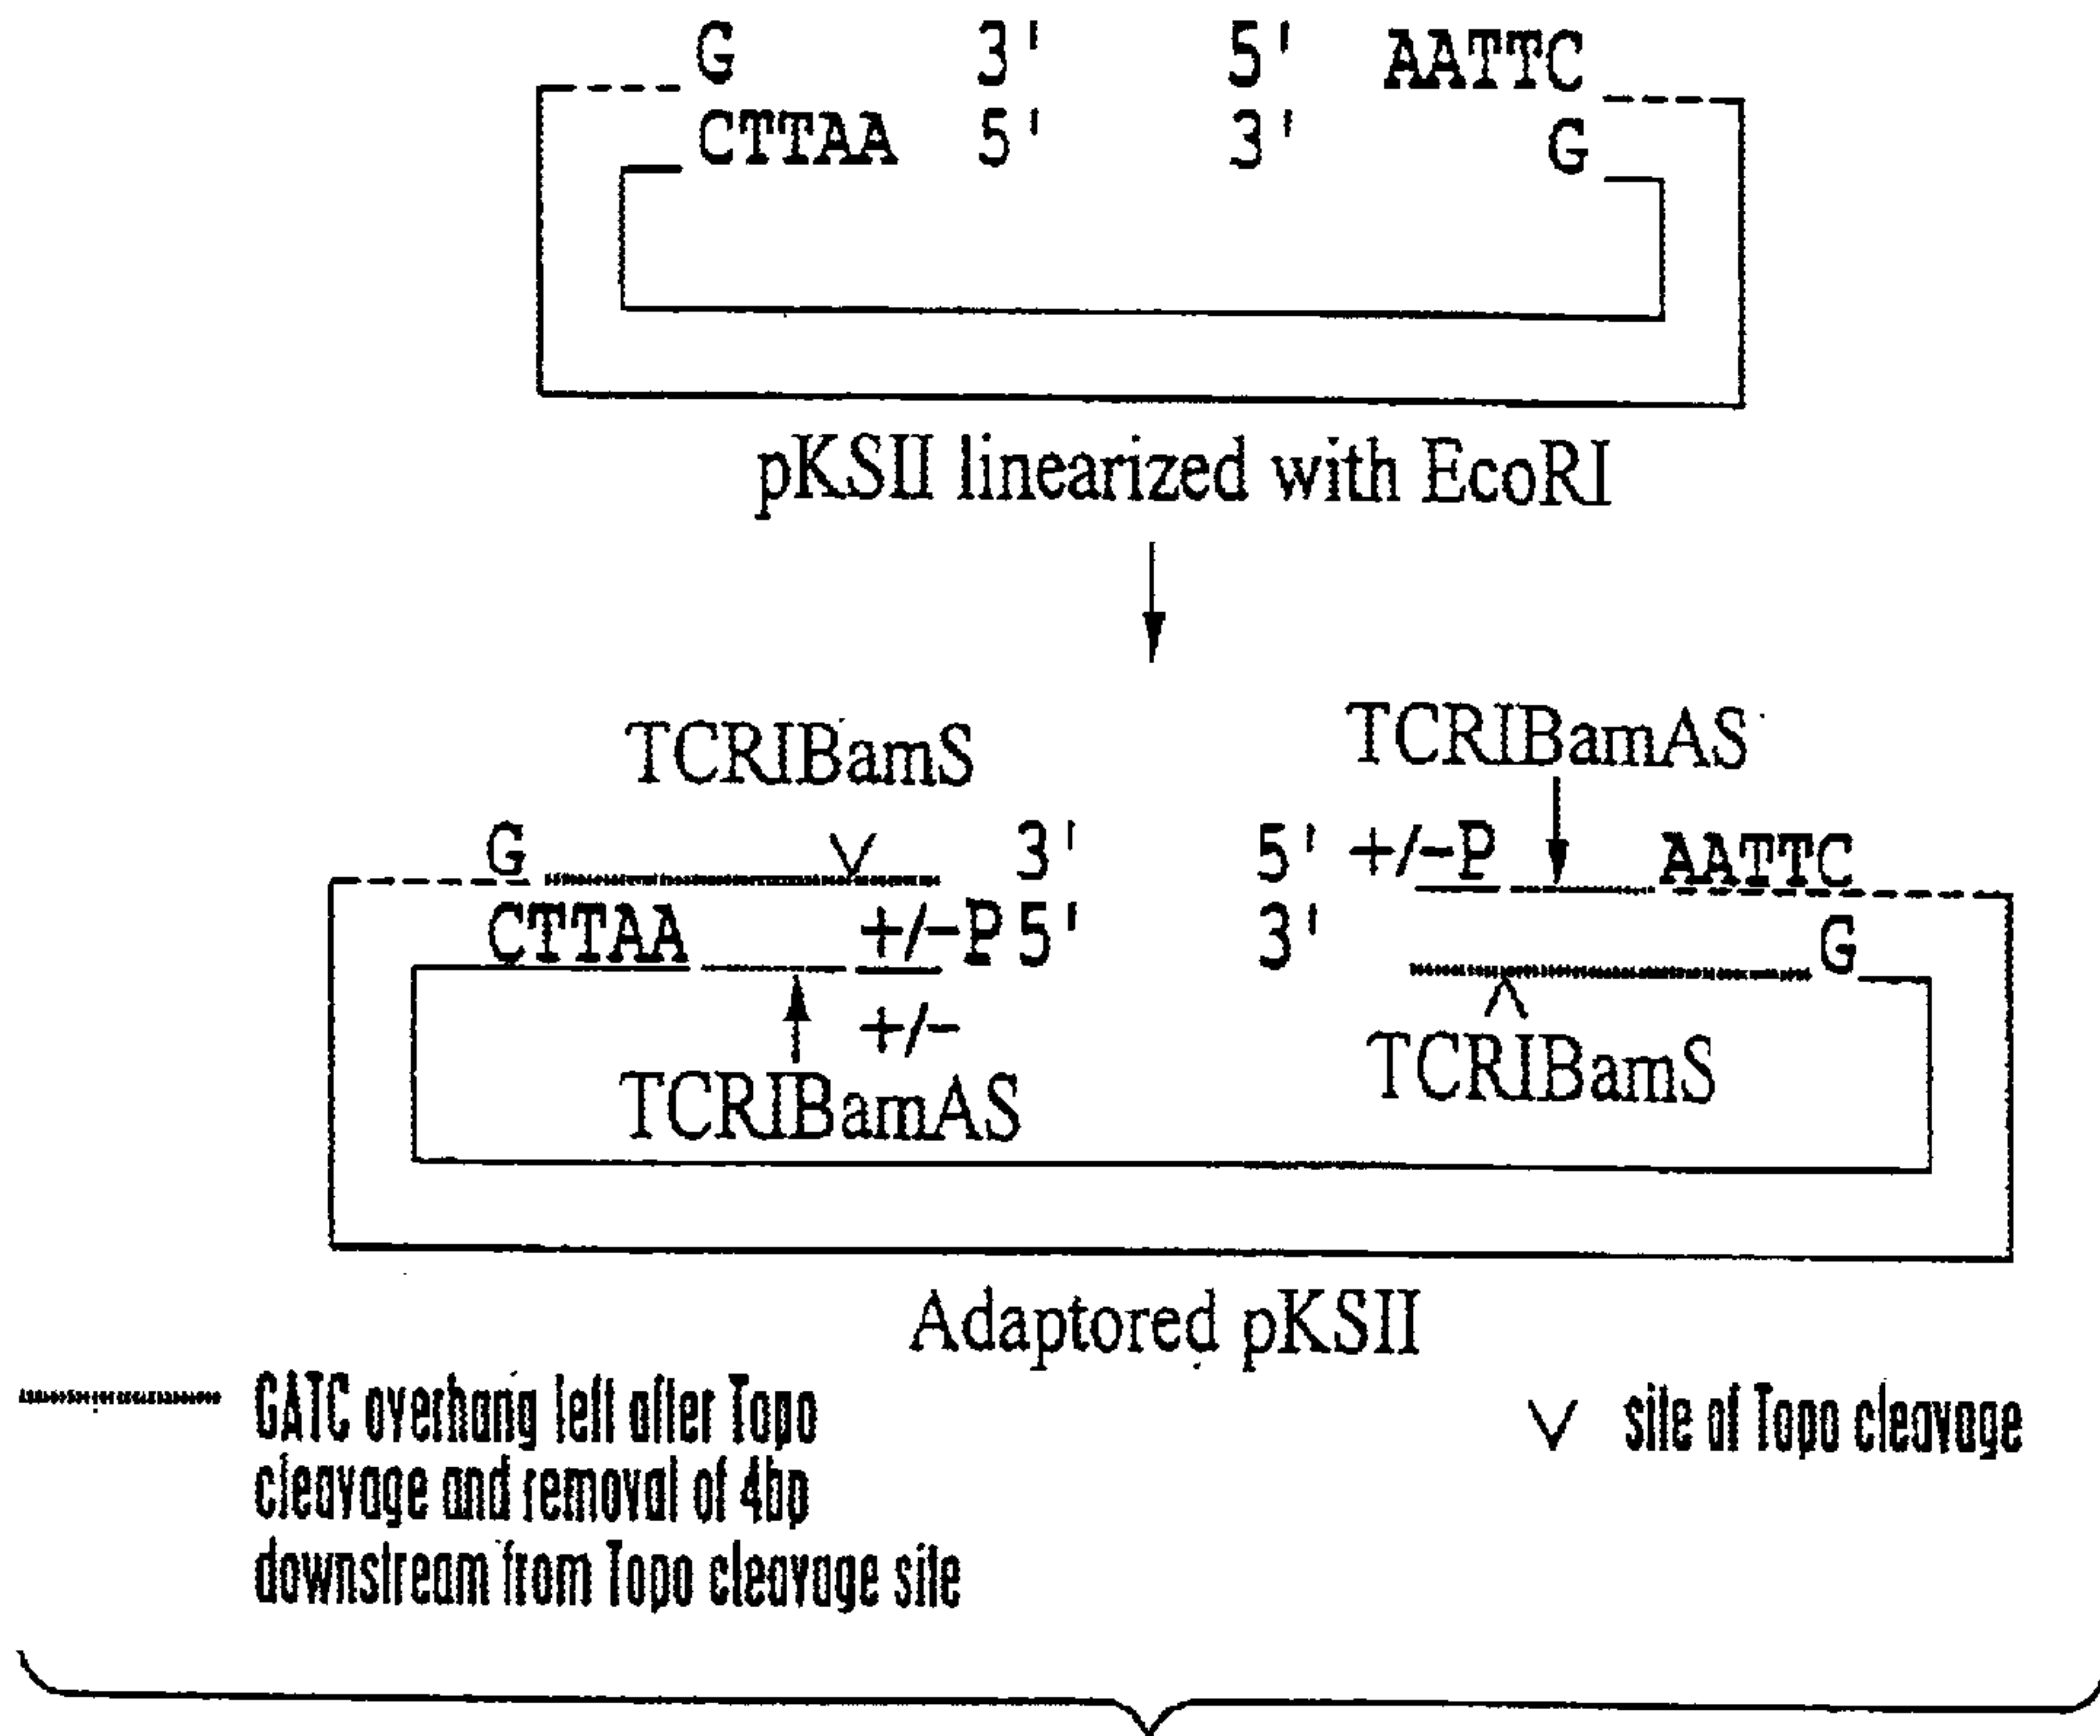 G 3' 5' AATTC
CTTAA 5' 3' G
pKSII linearized with EcoRI
TCRIBamS TCRIBamAS
G 3' 5' +/-P AATTC
CTTAA +/-P 5' 3' G
+/-
TCRIBamAS TCRIBamS
Adaptored pKSII
GATC overhang left after Topo
cleavage and removal of 4bp
downstream from Topo cleavage site
site of Topo cleavage